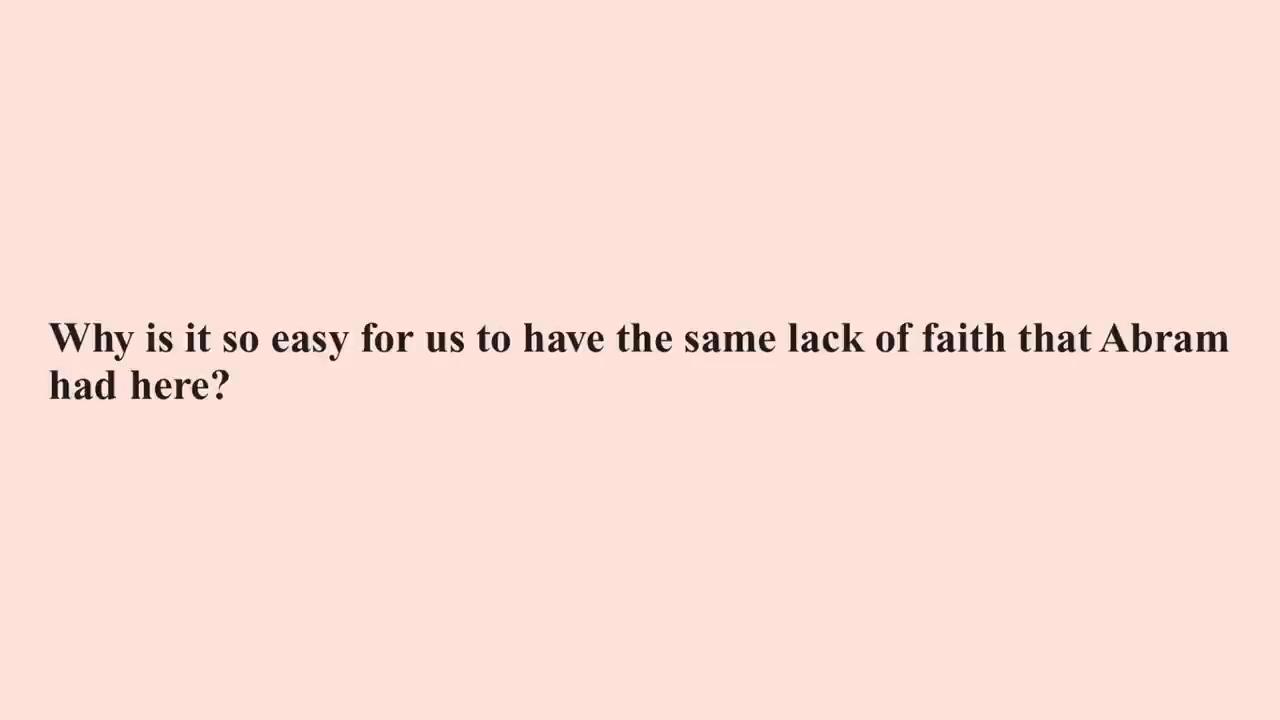 Why is it so easy for us to have the same lack of faith that Abram
had here?